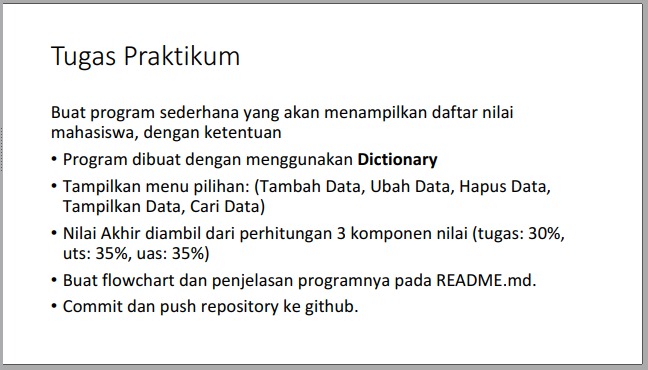 Tugas Praktikum
Buat program sederhana yang akan menampilkan daftar nilai
mahasiswa, dengan ketentuan
• Program dibuat dengan menggunakan Dictionary
• Tampilkan menu pilihan: (Tambah Data, Ubah Data, Hapus Data,
Tampilkan Data, Cari Data)
• Nilai Akhir diambil dari perhitungan 3 komponen nilai (tugas: 30%,
uts: 35%, uas: 35%)
• Buat flowchart dan penjelasan programnya pada README.md.
• Commit dan push repository ke github.